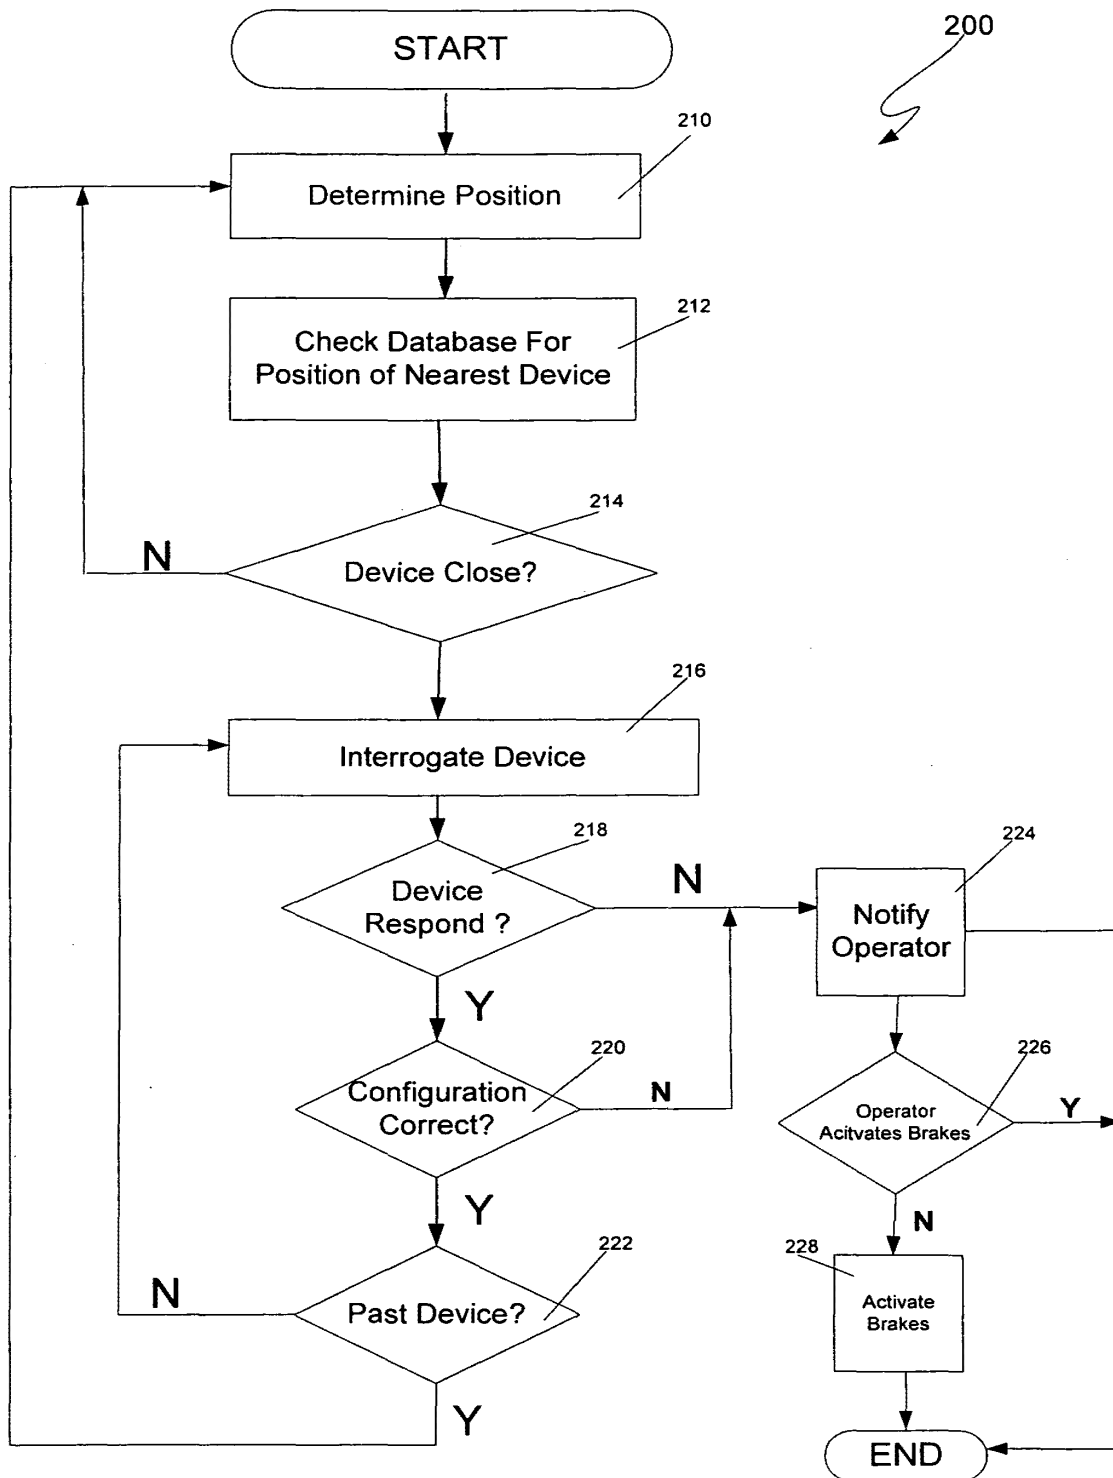 START
200
210
Determine Position
212
Check Database For
Position of Nearest Device
214
N
Device Close?
216
Interrogate Device
218
224
Device
Respond ?
N
Notify
Operator
Y
220
226
Configuration
Correct?
N
Operator
Acitvates Brakes
Y
Y
N
222
228
N
Past Device?
Activate
Brakes
Y
END